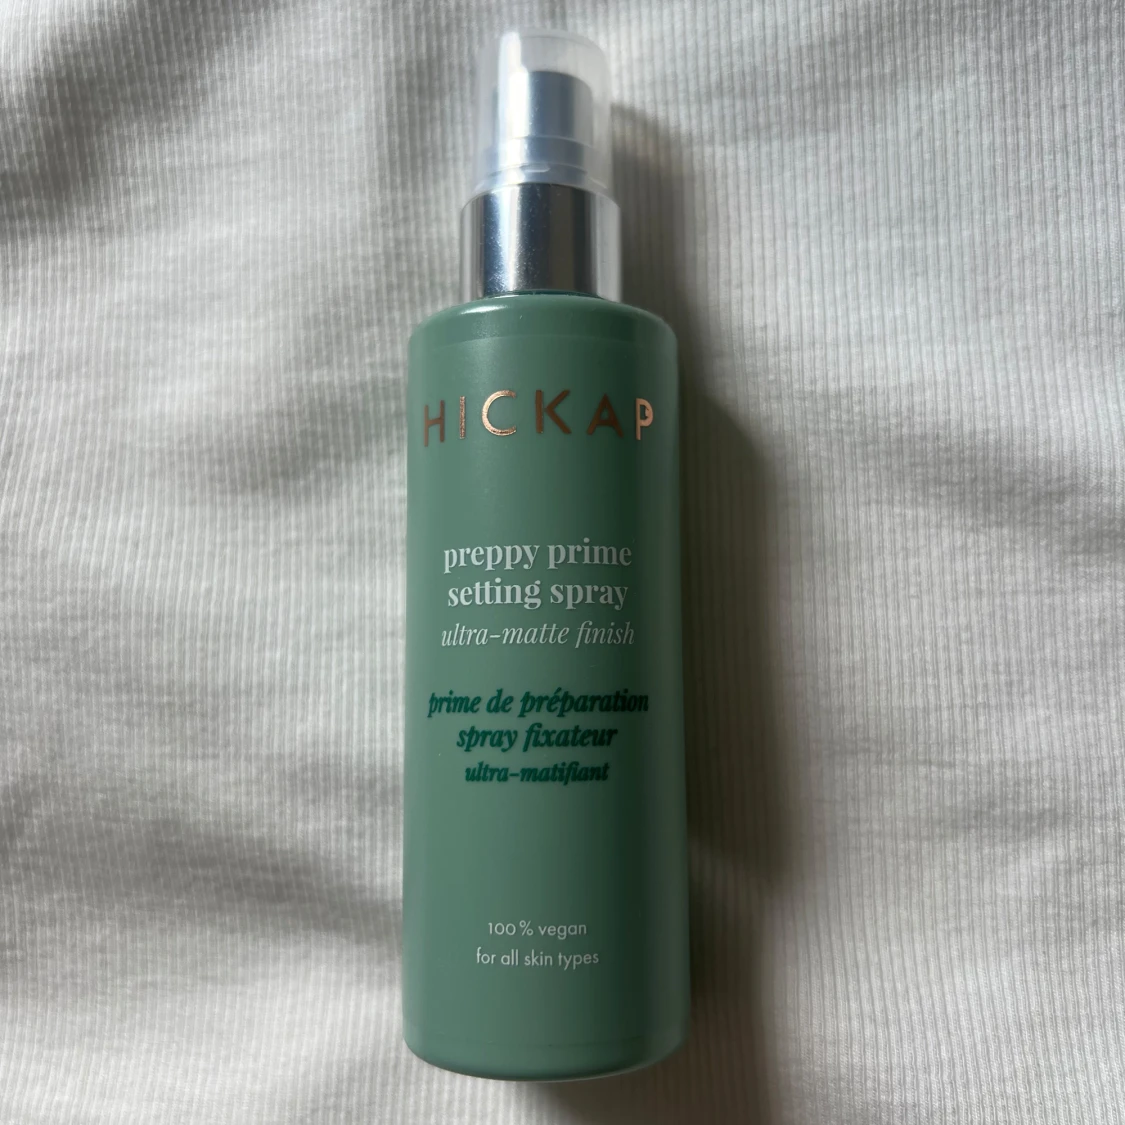 HICKAP
preppy prime
setting spray
ultra-matte finish
prime de préparation
spray fixateur
ultra-matifiant
100% vegan
for all skin types